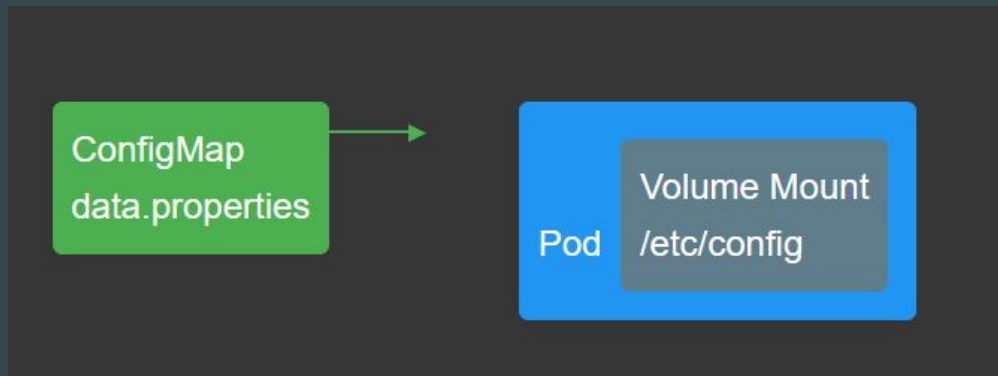 ConfigMap
data.properties
Pod
Volume Mount
/etc/config